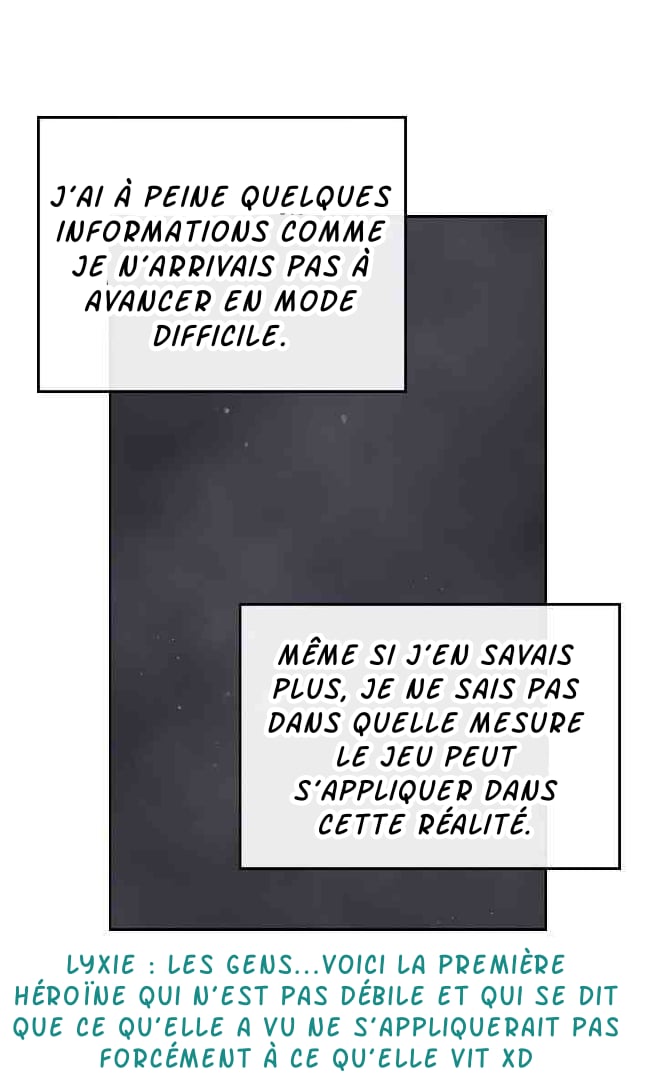 J'AI À PEINE QUELQUES
INFORMATIONS COMME
JE N'ARRIVAIS PAS À
AVANCER EN MODE
DIFFICILE.
MÊME SI J'EN SAVAIS
PLUS, JE NE SAIS PAS
DANS QUELLE MESURE
LE JEU PEUT
S'APPLIQUER DANS
CETTE RÉALITÉ.
LYXIE : LES GENS...VOICI LA PREMIÈRE
HÉROÏNE QUI N'EST PAS DÉBILE ET QUI SE DIT
QUE CE QU'ELLE A VU NE S'APPLIQUERAIT PAS
FORCÉMENT À CE QU'ELLE VIT XD